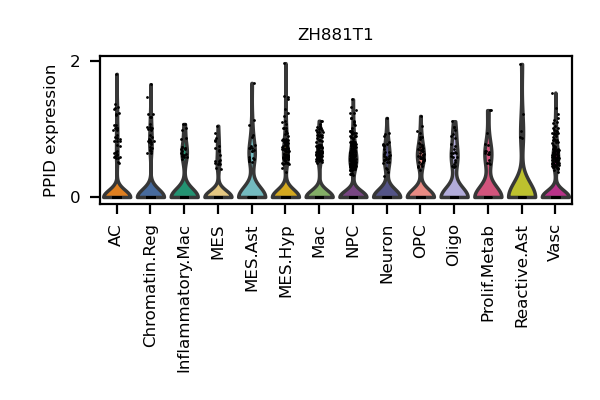 ZH881T1
PPID expression
2
0
AC
Chromatin.Reg
Inflammatory.Mac
MES
MES.Ast
MES.Hyp
Mac
NPC
Neuron
OPC
Oligo
Prolif.Metab
Reactive.Ast
Vasc